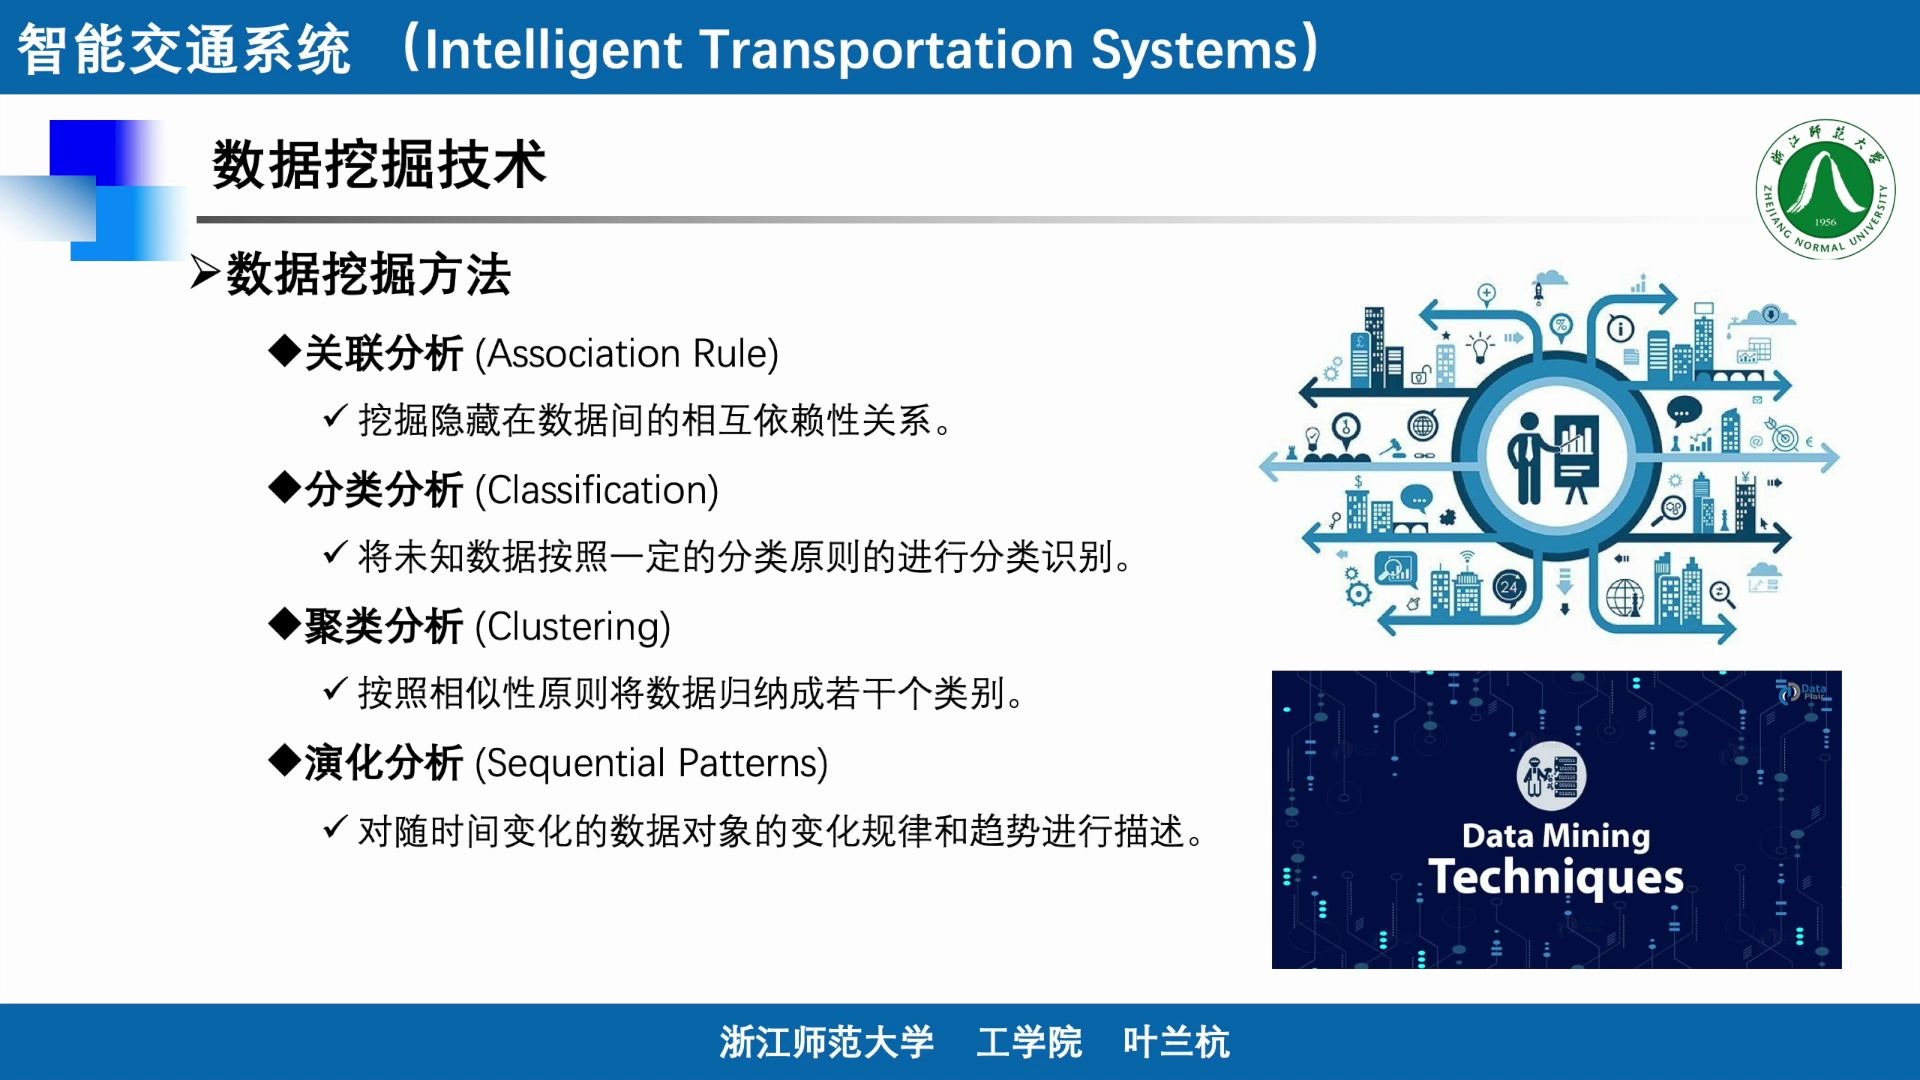 智能交通系统 （Intelligent Transportation Systems）
数据挖掘技术
浙江师范大学
ZHEJIANG NORMAL UNIVERSITY
1956
➢数据挖掘方法
◆关联分析 (Association Rule)
✓ 挖掘隐藏在数据间的相互依赖性关系。
◆分类分析 (Classification)
✓ 将未知数据按照一定的分类原则的进行分类识别。
◆聚类分析 (Clustering)
✓ 按照相似性原则将数据归纳成若干个类别。
◆演化分析 (Sequential Patterns)
✓ 对随时间变化的数据对象的变化规律和趋势进行描述。
24
Data Flair
Data Mining
Techniques
浙江师范大学 工学院 叶兰杭